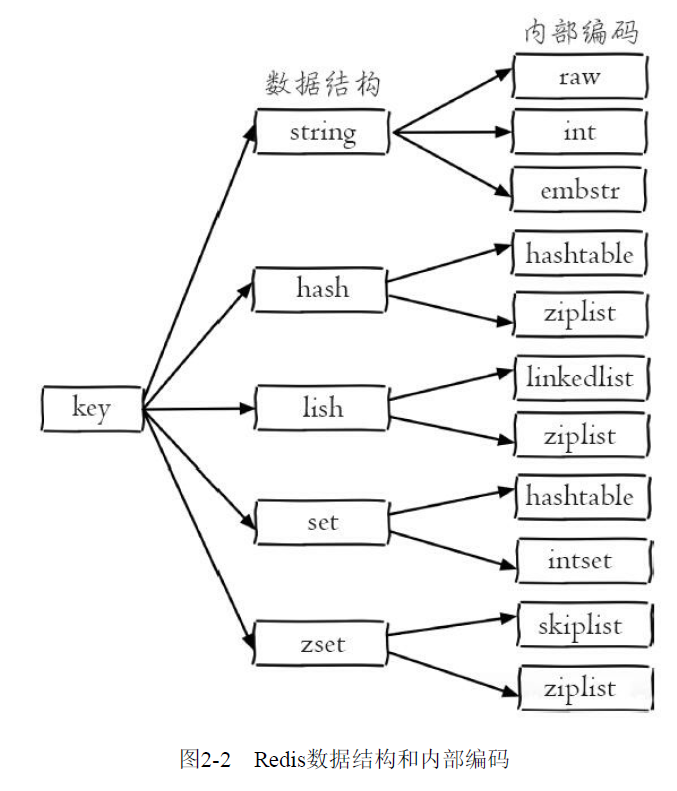 内部编码
数据结构
raw
string
int
embstr
hashtable
hash
ziplist
linkedlist
key
lish
ziplist
hashtable
set
intset
skiplist
zset
ziplist
图2-2 Redis数据结构和内部编码